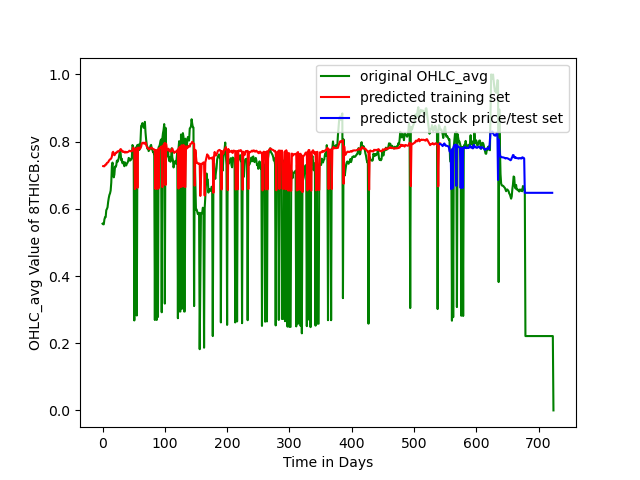 original OHLC_avg
predicted training set
predicted stock price/test set
1.0
0.8
0.6
0.4
0.2
0.0
OHLC_avg Value of 8THICB.csv
0 100 200 300 400 500 600 700
Time in Days